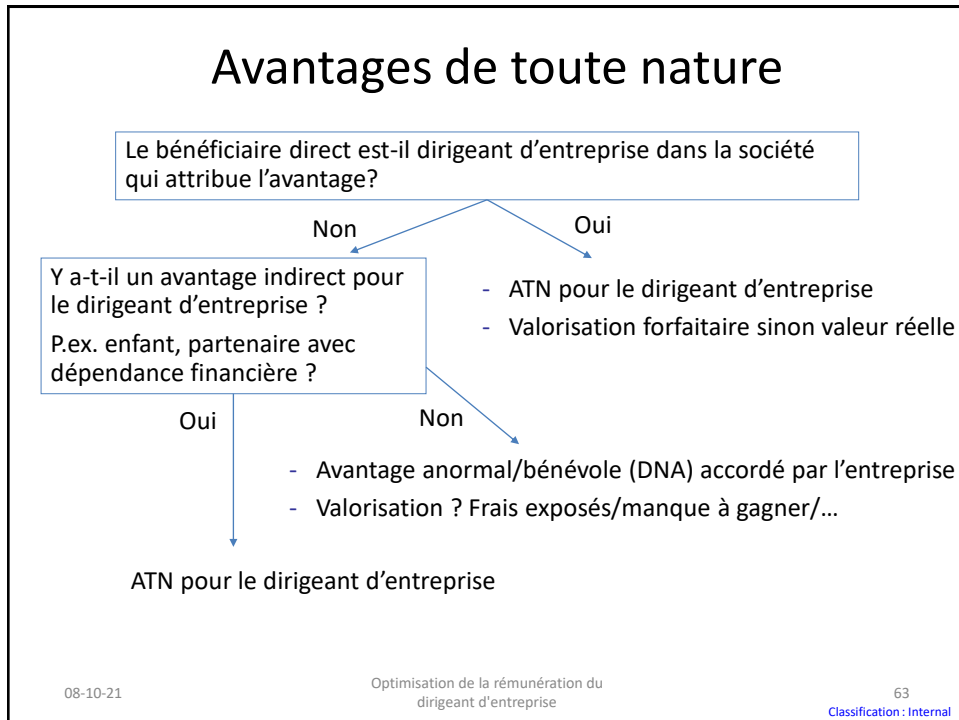 Avantages de toute nature
Le bénéficiaire direct est-il dirigeant d’entreprise dans la société
qui attribue l’avantage?
Non
Oui
Y a-t-il un avantage indirect pour
le dirigeant d’entreprise ?
P.ex. enfant, partenaire avec
dépendance financière ?
- ATN pour le dirigeant d’entreprise
- Valorisation forfaitaire sinon valeur réelle
Oui
Non
- Avantage anormal/bénévole (DNA) accordé par l’entreprise
- Valorisation ? Frais exposés/manque à gagner/…
ATN pour le dirigeant d’entreprise
08-10-21
Optimisation de la rémunération du
dirigeant d'entreprise
63
Classification : Internal